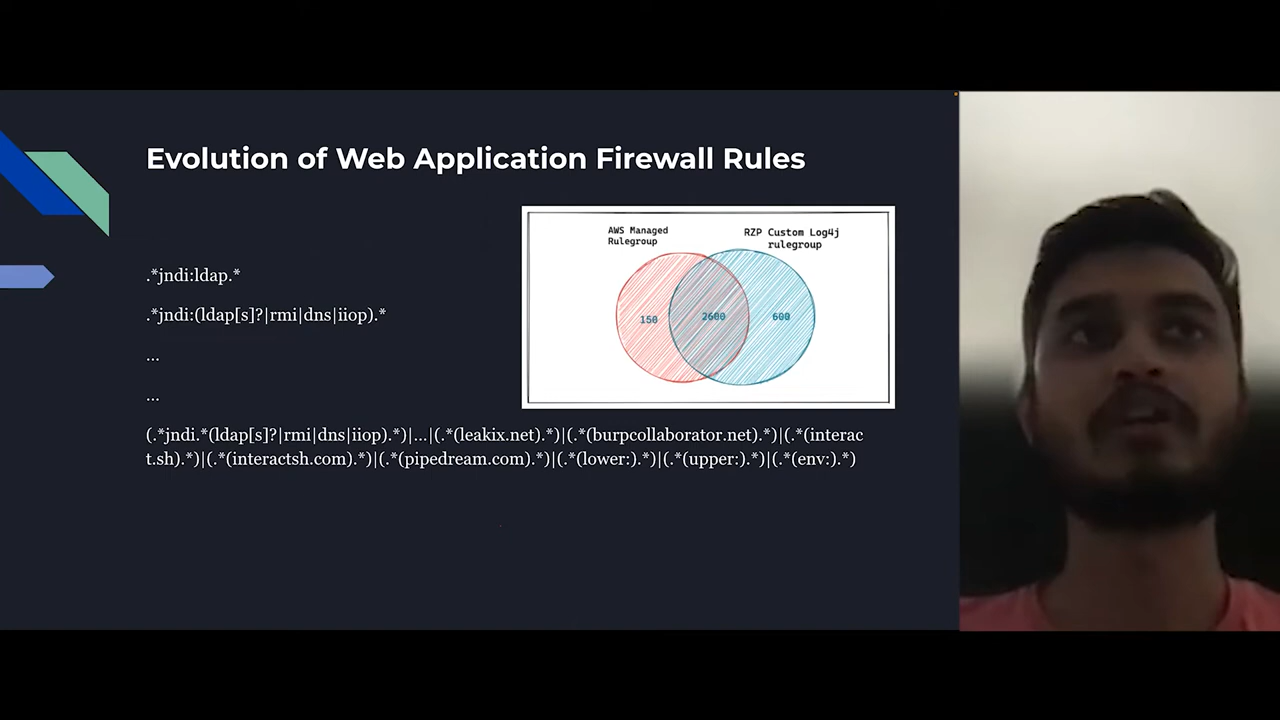 Evolution of Web Application Firewall Rules
AWS Managed
Rulegroup
RZP Custom Log4j
rulegroup
150
2600
600
.*jndi:ldap.*
.*jndi:(ldap[s]?|rmi|dns|iiop).*
...
...
(.*jndi.*(ldap[s]?|rmi|dns|iiop).*)|...|(.*(leakix.net).*)|(.*(burpcollaborator.net).*)|(.*(interac
t.sh).*)|(.*(interactsh.com).*)|(.*(pipedream.com).*)|(.*(lower:).*)|(.*(upper:).*)|(.*(env:).*)